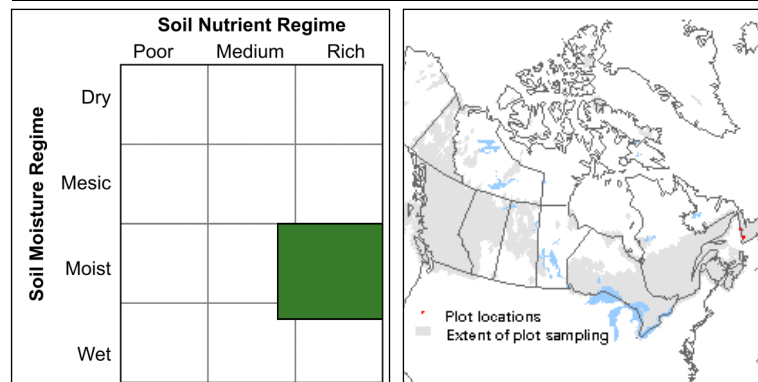 Soil Nutrient Regime
Poor Medium Rich
Soil Moisture Regime
Dry
Mesic
Moist
Wet
Plot locations
Extent of plot sampling